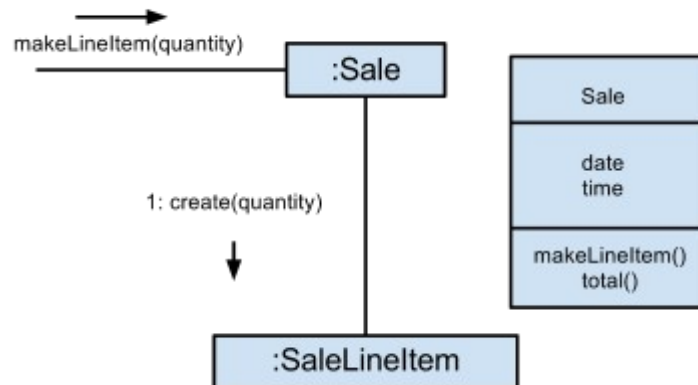 makeLineItem(quantity)
:Sale
1: create(quantity)
:SaleLineItem
Sale
date
time
makeLineItem()
total()